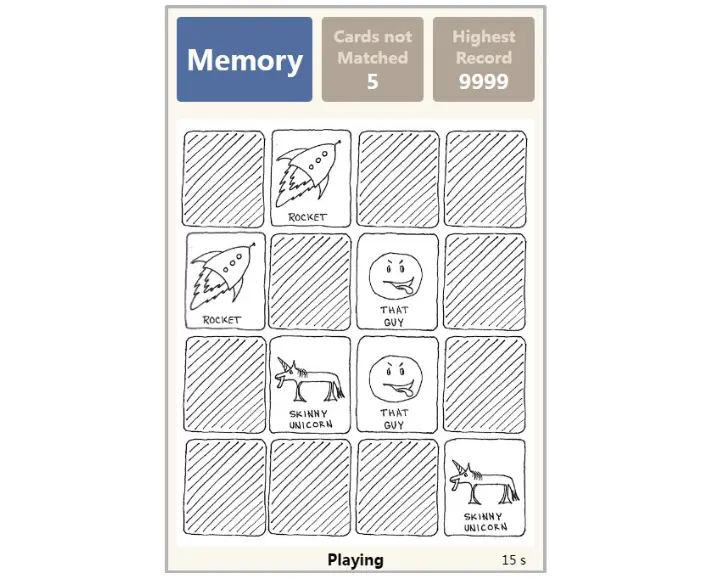 Memory
Cards not
Matched
5
Highest
Record
9999
ROCKET
ROCKET
THAT
GUY
SKINNY
UNICORN
THAT
GUY
SKINNY
UNICORN
Playing
15 s